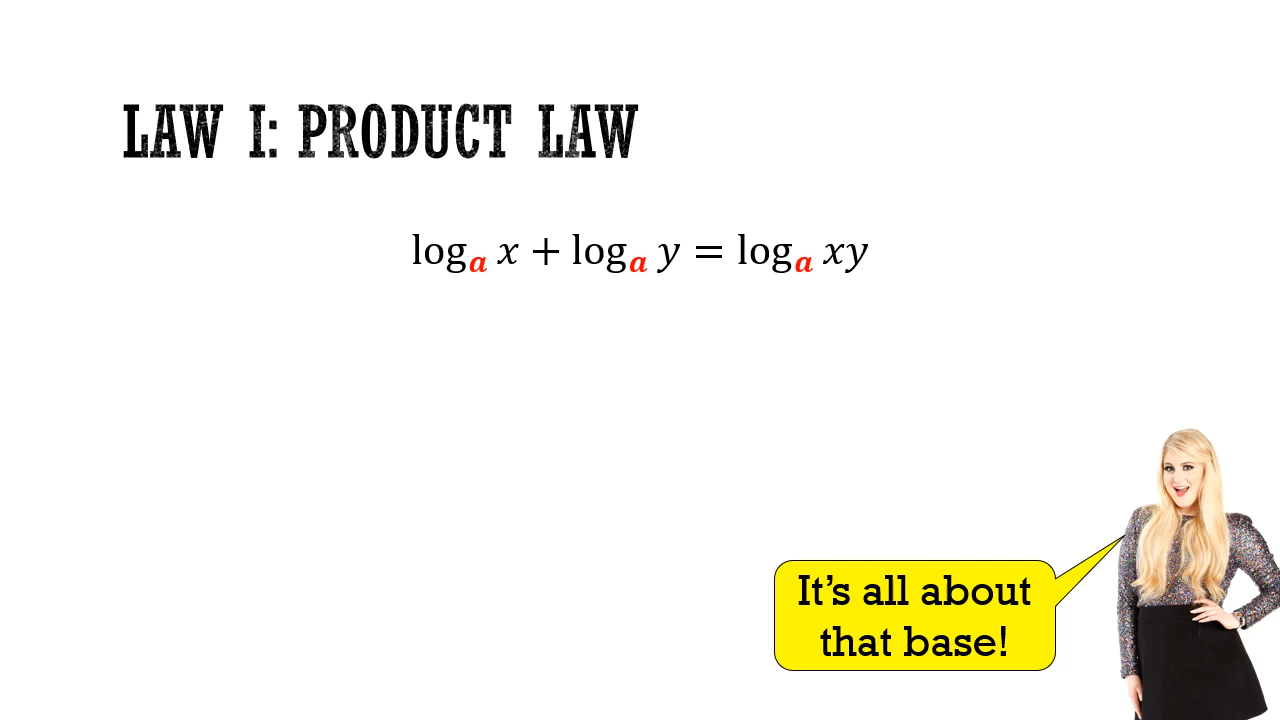 LAW I: PRODUCT LAW
logₐ x + logₐ y = logₐ xy
It’s all about
that base!